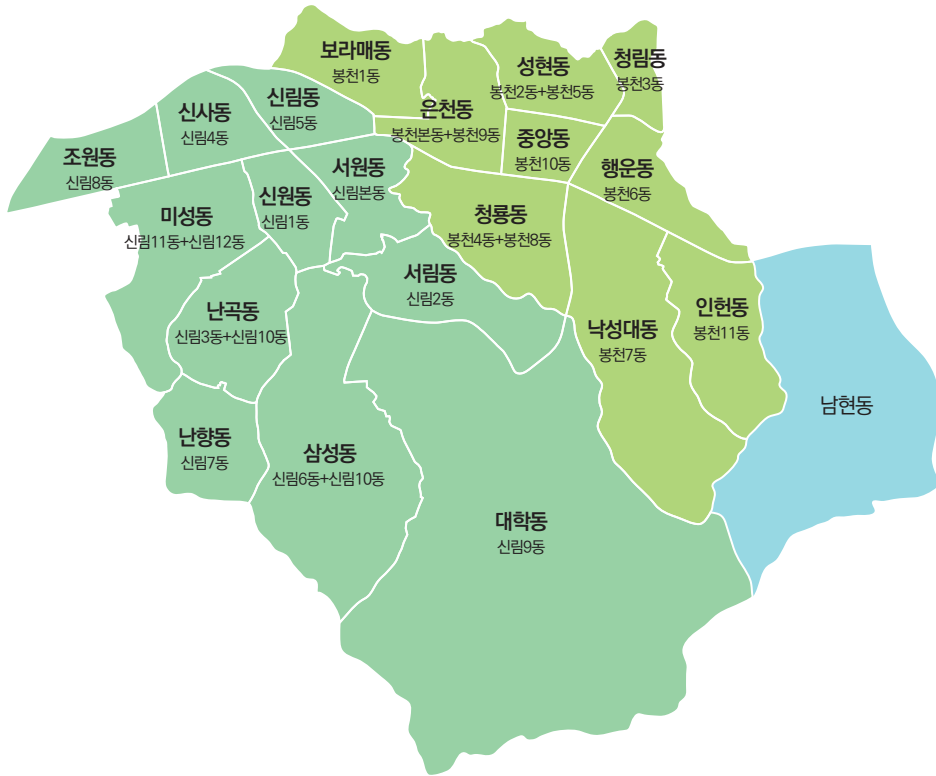 보라매동
봉천1동
성현동
봉천2동+봉천5동
청림동
봉천3동
신사동
신림4동
신림동
신림5동
은천동
봉천본동+봉천9동
중앙동
봉천10동
조원동
신림8동
서원동
신림본동
행운동
봉천6동
미성동
신림11동+신림12동
신원동
신림1동
청룡동
봉천4동+봉천8동
서림동
신림2동
난곡동
신림3동+신림10동
낙성대동
봉천7동
인헌동
봉천11동
남현동
난향동
신림7동
삼성동
신림6동+신림10동
대학동
신림9동